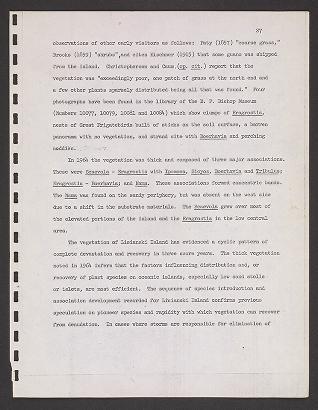 87
observations of other early visitors as follows: Paty (1857) "coarse grass,"
Brooks (1859) "shrubs", and cites Kischner (1905) that some guano was shipped
from the island. Christophersen and Caum (op. cit.) report that the
vegetation was "exceedingly poor, one patch of grass at the north end and
a few other plants sparsely distributed being all that was found." Four
photographs have been found in the library of the B. P. Bishop Museum
(Numbers 10077, 10079, 10081 and 10084) which show clumps of Eragrostis,
nests of Great Frigatebirds built of sticks on the soil surface, a barren
panorama with no vegetation, and strand site with Boerhavia and perching
noddies.
In 1964 the vegetation was thick and composed of three major associations.
These were Scaevola - Eragrostis with Ipomoea, Sicyos, Boerhavia and Tribulus;
Eragrostis - Boerhavia; and Nama. These associations formed concentric bands.
The Nama was found on the sandy periphery, but was absent on the west side
due to a shift in the substrate materials. The Scaevola grew over most of
the elevated portions of the island and the Eragrostis in the low central
area.
The vegetation of Lisianski Island has evidenced a cyclic pattern of
complete devastation and recovery in three score years. The thick vegetation
noted in 1964 infers that the factors influencing distribution and, or
recovery of plant species on oceanic islands, especially low sand atolls
or islets, are most efficient. The sequence of species introduction and
association development recorded for Lisianski Island confirms previous
speculation on pioneer species and rapidity with which vegetation can recover
from denudation. In cases where storms are responsible for elimination of